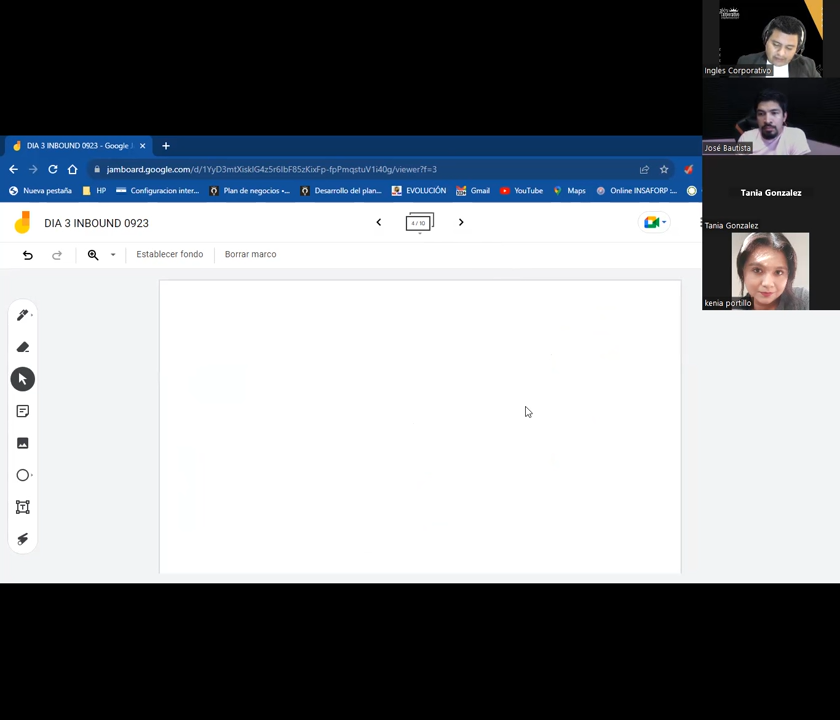 Ingles Corporativo
José Bautista
Tania Gonzalez
Tania Gonzalez
kenia portillo
DIA 3 INBOUND 0923 - Google J
jamboard.google.com/d/1YyD3mtXiskIG4z5r6IbF85zKixFp-fpPmqstuV1i40g/viewer?f=3
Nueva pestaña HP Configuracion inter... Plan de negocios •... Desarrollo del plan... EVOLUCIÓN Gmail YouTube Maps Online INSAFORP :...
DIA 3 INBOUND 0923
4 / 10
Establecer fondo Borrar marco